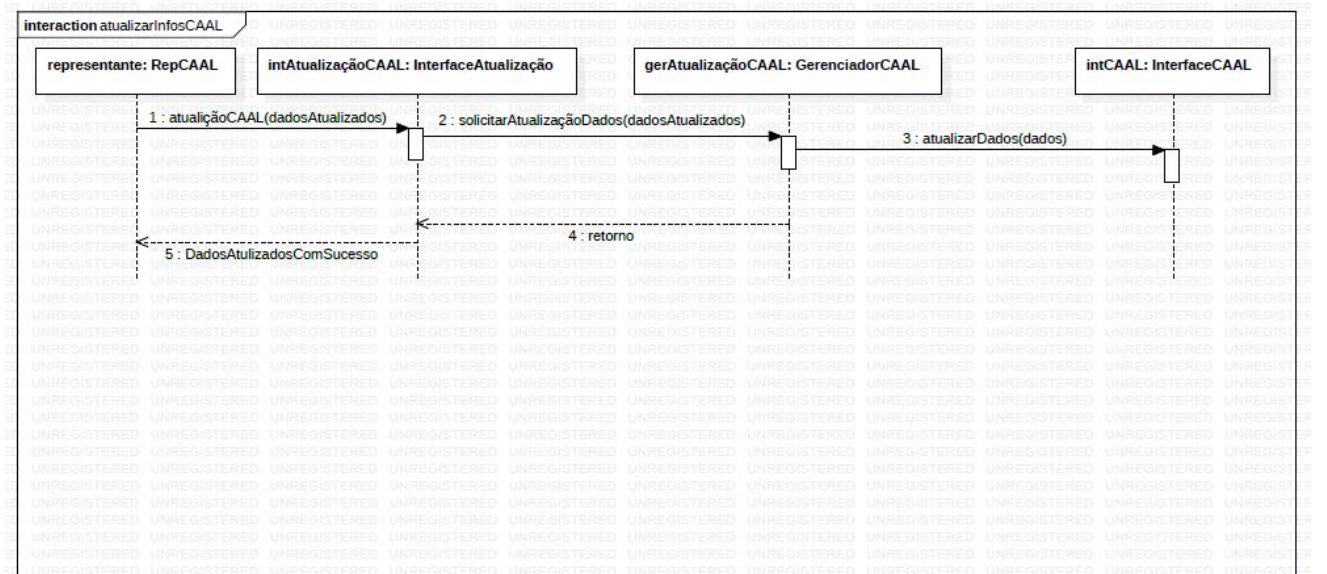 interaction atualizarInfosCAAL
representante: RepCAAL
intAtualizaçãoCAAL: InterfaceAtualização
gerAtualizaçãoCAAL: GerenciadorCAAL
intCAAL: InterfaceCAAL
1 : atualiçãoCAAL(dadosAtualizados)
2 : solicitarAtualizaçãoDados(dadosAtualizados)
3 : atualizarDados(dados)
4 : retorno
5 : DadosAtulizadosComSucesso
UNREGISTERED